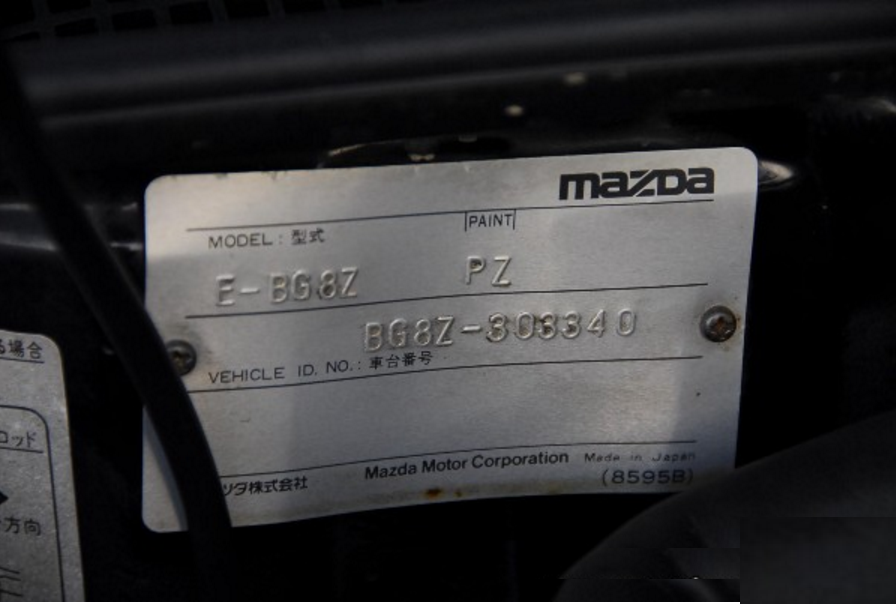 mazda
MODEL : 型式 PAINT
E-BG8Z PZ
BG8Z-303340
VEHICLE ID. NO. : 車台番号
ツダ株式会社 Mazda Motor Corporation Made in Japan
(8595B)
る場合
ロッド
方向